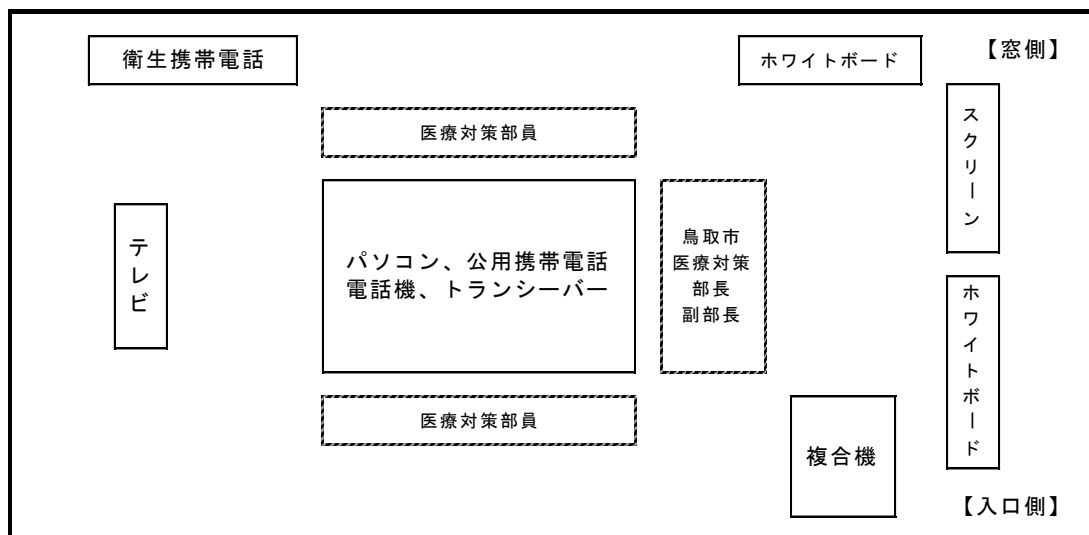 衛生携帯電話
ホワイトボード
【窓側】
スクリーン
医療対策部員
テレビ
パソコン、公用携帯電話
電話機、トランシーバー
鳥取市
医療対策
部長
副部長
ホワイトボード
医療対策部員
複合機
【入口側】